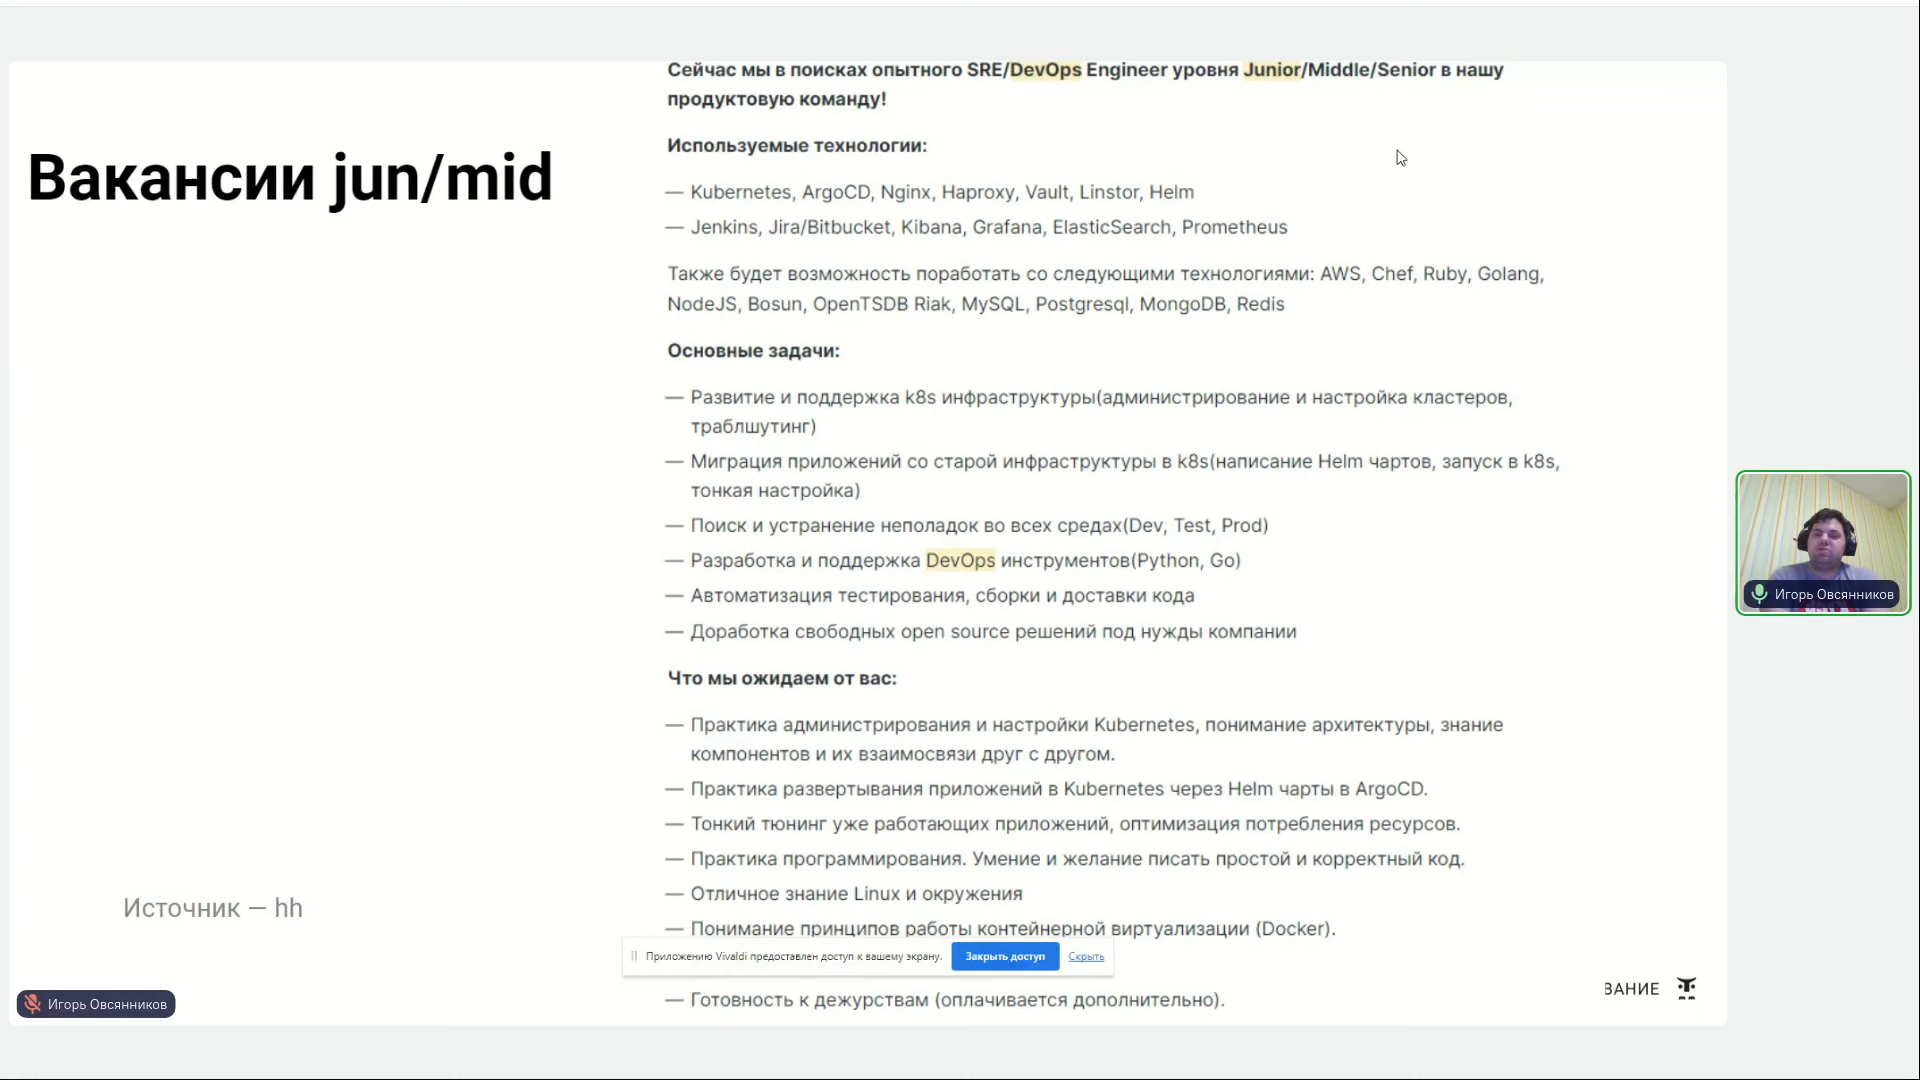 Вакансии jun/mid
Сейчас мы в поисках опытного SRE/DevOps Engineer уровня Junior/Middle/Senior в нашу
продуктовую команду!
Используемые технологии:
— Kubernetes, ArgoCD, Nginx, Haproxy, Vault, Linstor, Helm
— Jenkins, Jira/Bitbucket, Kibana, Grafana, ElasticSearch, Prometheus
Также будет возможность поработать со следующими технологиями: AWS, Chef, Ruby, Golang,
NodeJS, Bosun, OpenTSDB Riak, MySQL, Postgresql, MongoDB, Redis
Основные задачи:
— Развитие и поддержка k8s инфраструктуры(администрирование и настройка кластеров,
траблшутинг)
— Миграция приложений со старой инфраструктуры в k8s(написание Helm чартов, запуск в k8s,
тонкая настройка)
— Поиск и устранение неполадок во всех средах(Dev, Test, Prod)
— Разработка и поддержка DevOps инструментов(Python, Go)
— Автоматизация тестирования, сборки и доставки кода
— Доработка свободных open source решений под нужды компании
Что мы ожидаем от вас:
— Практика администрирования и настройки Kubernetes, понимание архитектуры, знание
компонентов и их взаимосвязи друг с другом.
— Практика развертывания приложений в Kubernetes через Helm чарты в ArgoCD.
— Тонкий тюнинг уже работающих приложений, оптимизация потребления ресурсов.
— Практика программирования. Умение и желание писать простой и корректный код.
— Отличное знание Linux и окружения
— Понимание принципов работы контейнерной виртуализации (Docker).
— Готовность к дежурствам (оплачивается дополнительно).
Источник — hh
Приложению Vivaldi предоставлен доступ к вашему экрану. Закрыть доступ Скрыть
ВАНИЕ
Игорь Овсянников
Игорь Овсянников